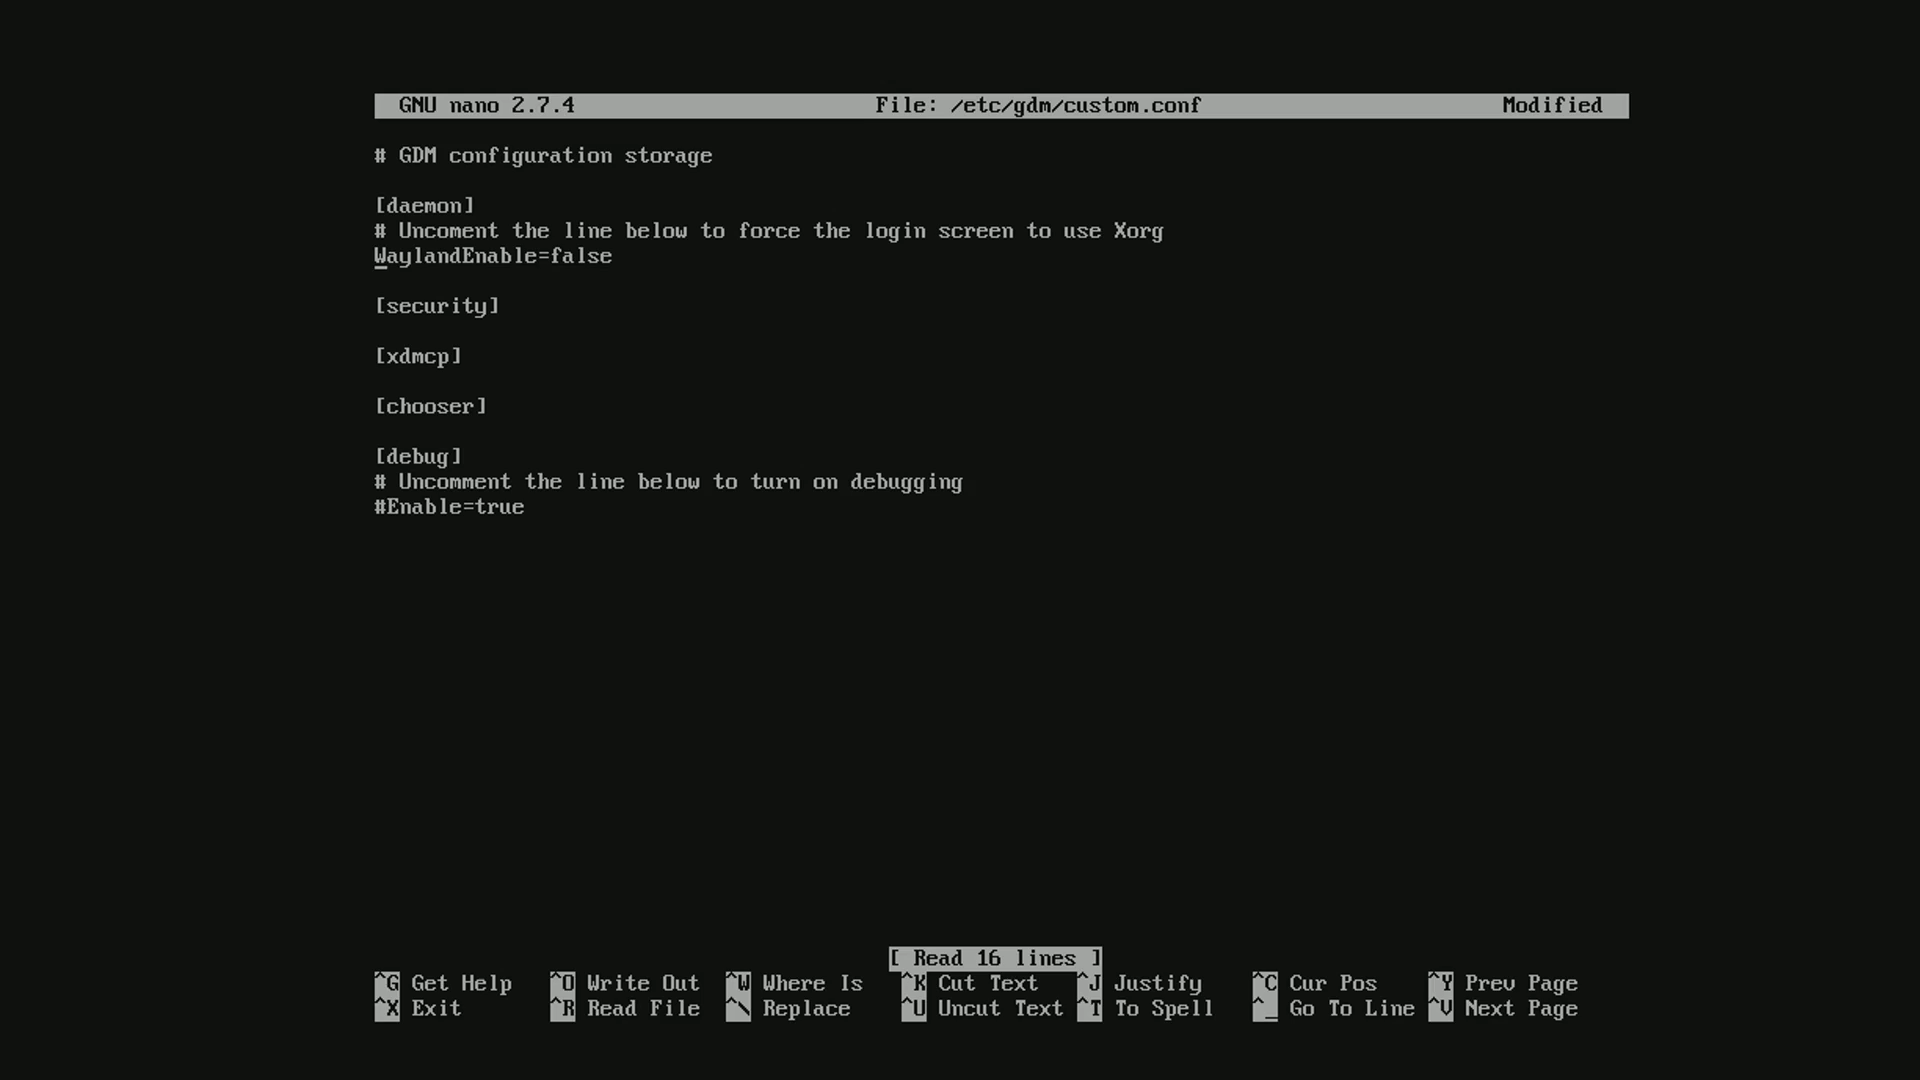 GNU nano 2.7.4 File: /etc/gdm/custom.conf Modified
# GDM configuration storage
[daemon]
# Uncoment the line below to force the login screen to use Xorg
WaylandEnable=false
[security]
[xdmcp]
[chooser]
[debug]
# Uncomment the line below to turn on debugging
#Enable=true
[ Read 16 lines ]
^G Get Help ^O Write Out ^W Where Is ^K Cut Text ^J Justify ^C Cur Pos ^Y Prev Page
^X Exit ^R Read File ^\ Replace ^U Uncut Text ^T To Spell ^_ Go To Line ^V Next Page